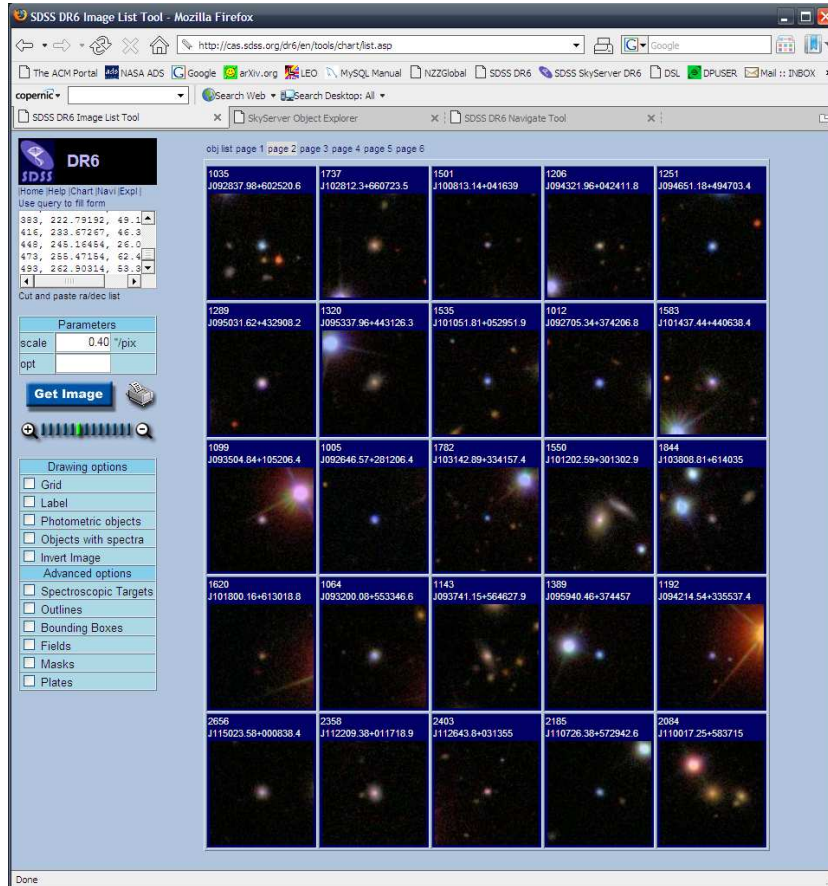 SDSS DR6 Image List Tool - Mozilla Firefox
http://cas.sdss.org/dr6/en/tools/chart/list.asp
Google
The ACM Portal NASA ADS Google arXiv.org LEO MySQL Manual NZZGlobal SDSS DR6 SDSS SkyServer DR6 DSL DPUSER Mail :: INBOX
copernic Search Web Search Desktop: All
SDSS DR6 Image List Tool SkyServer Object Explorer SDSS DR6 Navigate Tool
SDSS DR6
|Home |Help |Chart |Navi |Expl |
Use query to fill form
383, 222.79192, 49.1
416, 233.67267, 46.3
448, 245.16454, 26.0
473, 255.47154, 62.4
493, 262.90314, 53.3
Cut and paste ra/dec list
Parameters
scale 0.40 "/pix
opt
Get Image
Drawing options
Grid
Label
Photometric objects
Objects with spectra
Invert Image
Advanced options
Spectroscopic Targets
Outlines
Bounding Boxes
Fields
Masks
Plates
obj list page 1 page 2 page 3 page 4 page 5 page 6
1035 1737 1501 1206 1251
J092837.98+602520.6 J102812.3+660723.5 J100813.14+041639 J094321.96+042411.8 J094651.18+494703.4
1289 1320 1535 1012 1583
J095031.62+432908.2 J095337.96+443126.3 J101051.81+052951.9 J092705.34+374206.8 J101437.44+440638.4
1099 1005 1782 1550 1844
J093504.84+105206.4 J092646.57+281206.4 J103142.89+334157.4 J101202.59+301302.9 J103808.81+614035
1620 1064 1143 1389 1192
J101800.16+613018.8 J093200.08+553346.6 J093741.15+564627.9 J095940.46+374457 J094214.54+335537.4
2656 2358 2403 2185 2084
J115023.58+000838.4 J112209.38+011718.9 J112643.8+031355 J110726.38+572942.6 J110017.25+583715
Done